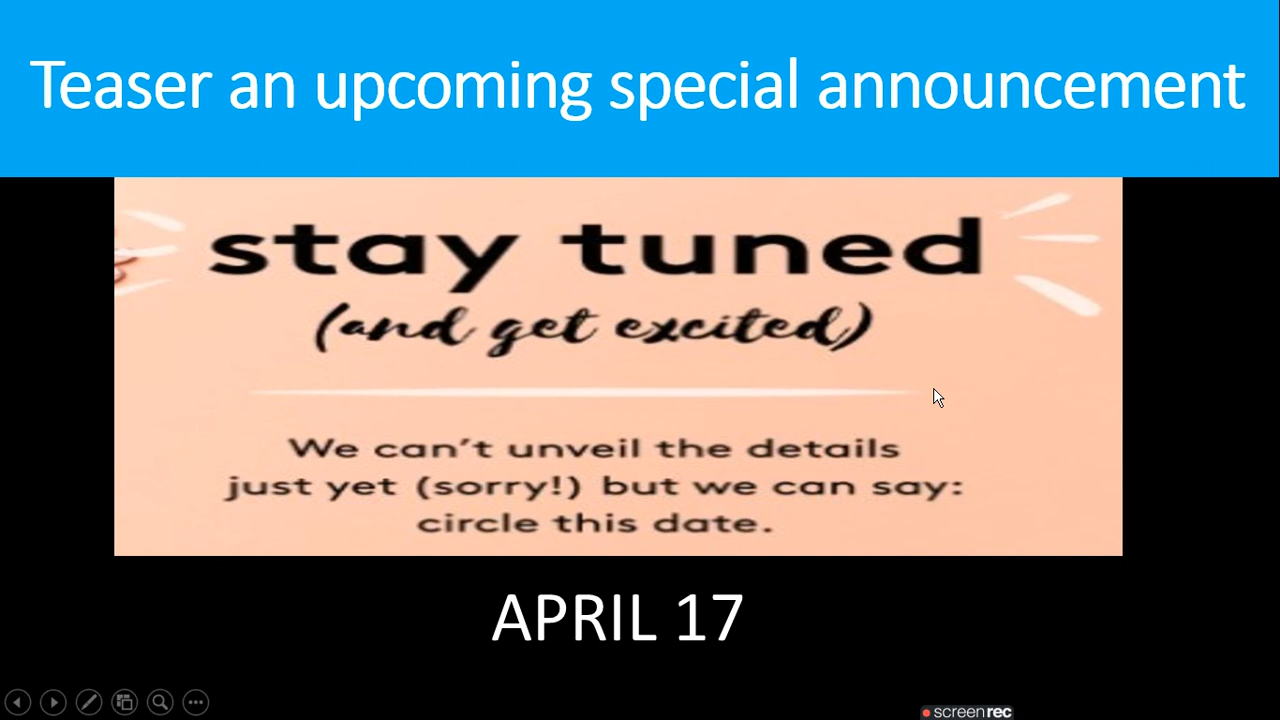 Teaser an upcoming special announcement
stay tuned
(and get excited)
We can't unveil the details
just yet (sorry!) but we can say:
circle this date.
APRIL 17
screenrec